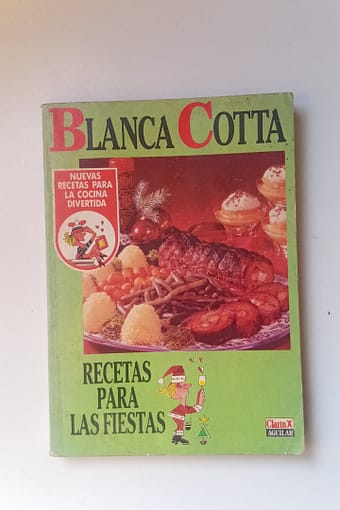 BLANCA COTTA
NUEVAS
RECETAS PARA
LA COCINA
DIVERTIDA
RECETAS
PARA
LAS FIESTAS
Clarín X
AGUILAR